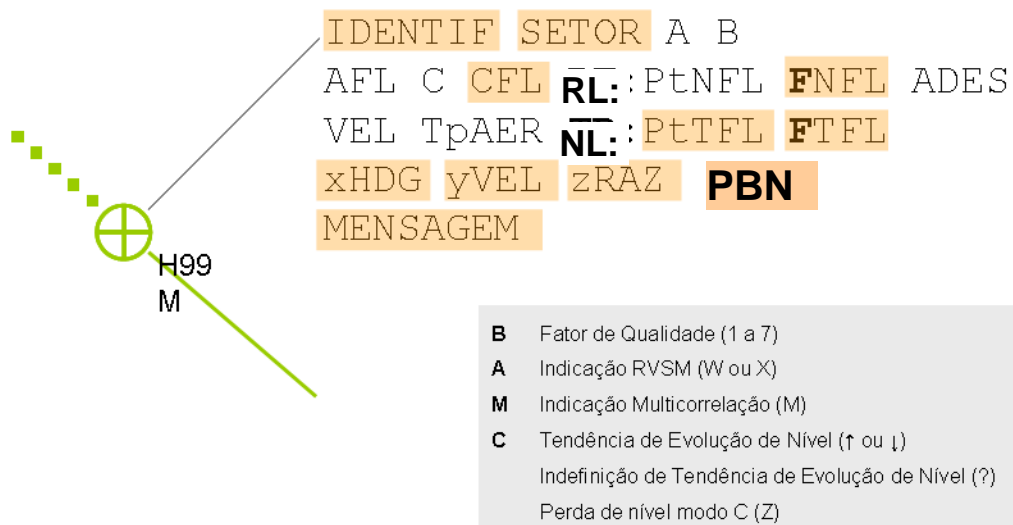 IDENTIF SETOR A B
AFL C CFL RL: PtNFL FNFL ADES
VEL TpAER NL: PtTFL FTFL
xHDG yVEL zRAZ PBN
MENSAGEM
H99
M
B Fator de Qualidade (1 a 7)
A Indicação RVSM (W ou X)
M Indicação Multicorrelação (M)
C Tendência de Evolução de Nível (↑ ou ↓)
Indefinição de Tendência de Evolução de Nível (?)
Perda de nível modo C (Z)